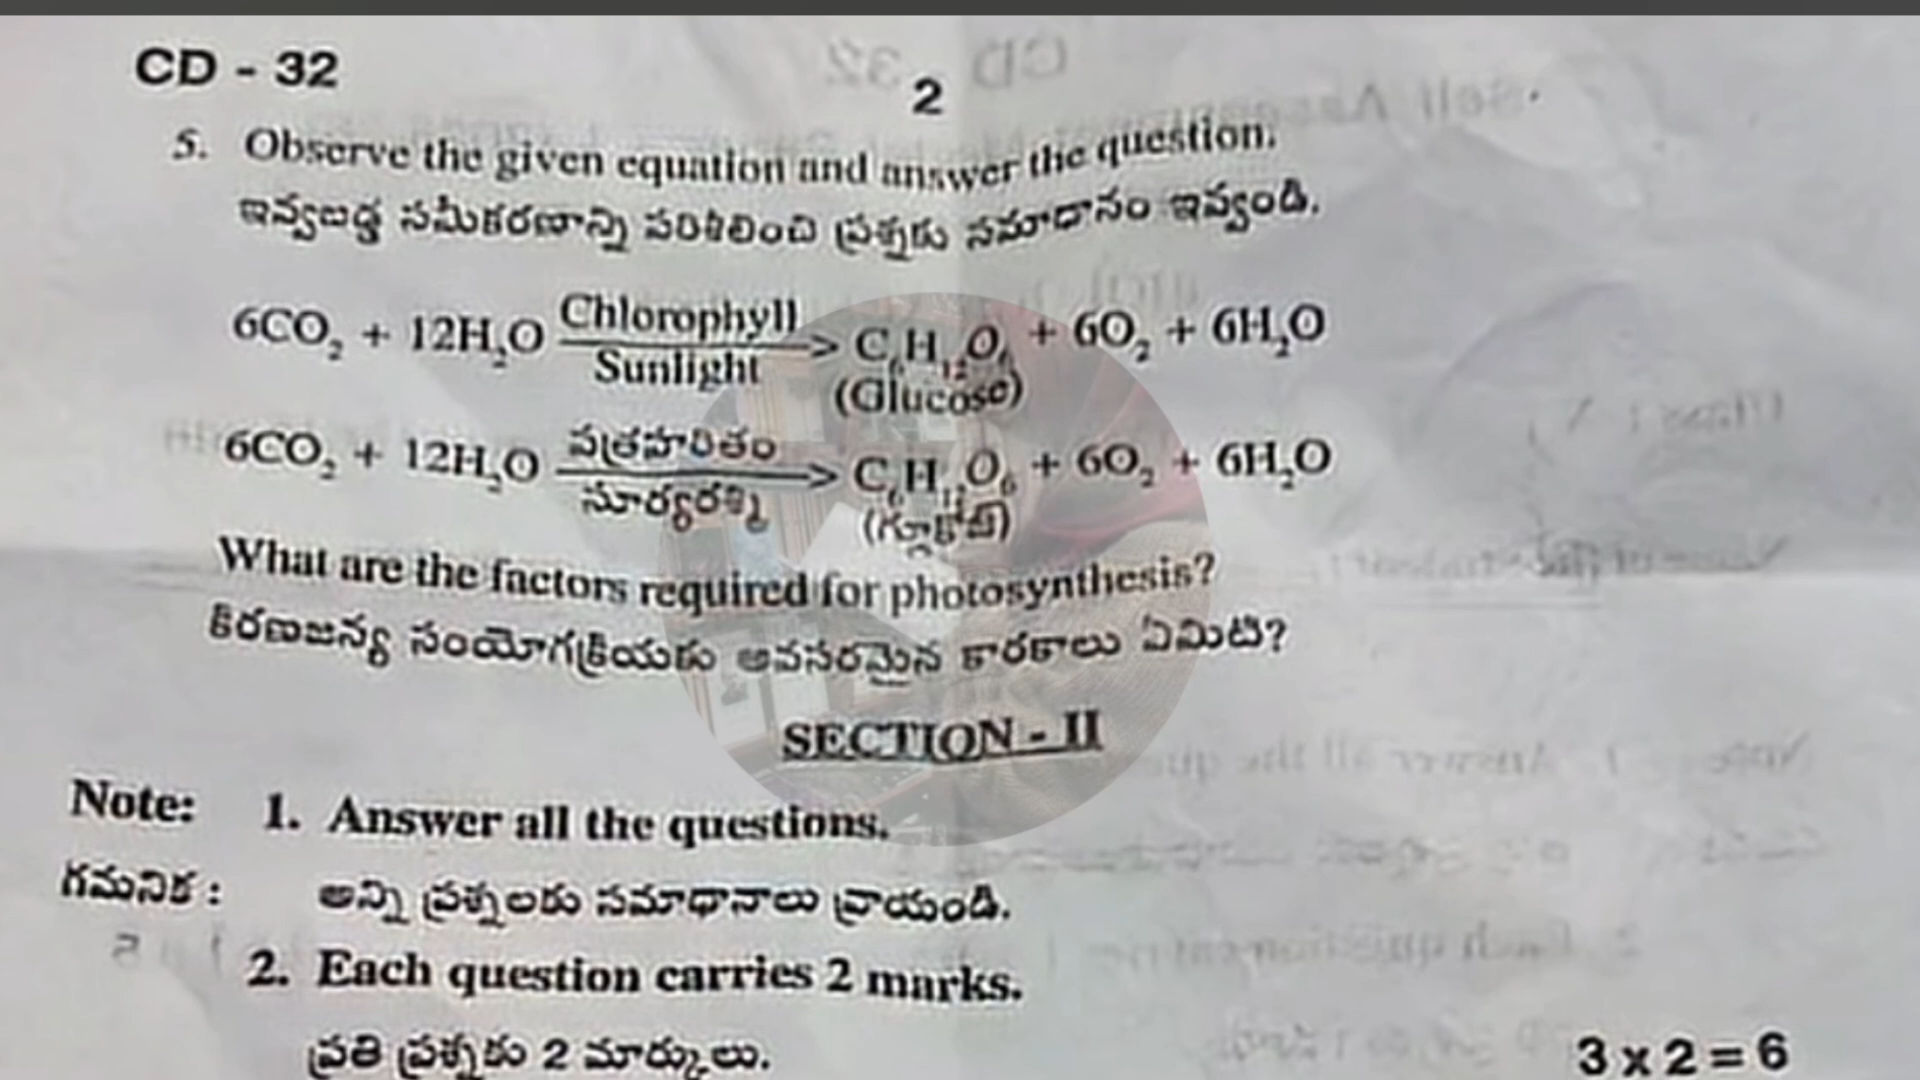 CD - 32
2
5. Observe the given equation and answer the question.
ఇవ్వబడ్డ సమీకరణాన్ని పరిశీలించి ప్రశ్నకు సమాధానం ఇవ్వండి.
6CO₂ + 12H₂O Chlorophyll Sunlight > C₆H₁₂O₆ + 6O₂ + 6H₂O
(Glucose)
6CO₂ + 12H₂O పత్రహరితం సూర్యరశ్మి > C₆H₁₂O₆ + 6O₂ + 6H₂O
(గ్లూకోజ్)
What are the factors required for photosynthesis?
కిరణజన్య సంయోగక్రియకు అవసరమైన కారకాలు ఏమిటి?
SECTION - II
Note: 1. Answer all the questions.
గమనిక : అన్ని ప్రశ్నలకు సమాధానాలు వ్రాయండి.
2. Each question carries 2 marks.
ప్రతి ప్రశ్నకు 2 మార్కులు.
3 x 2 = 6